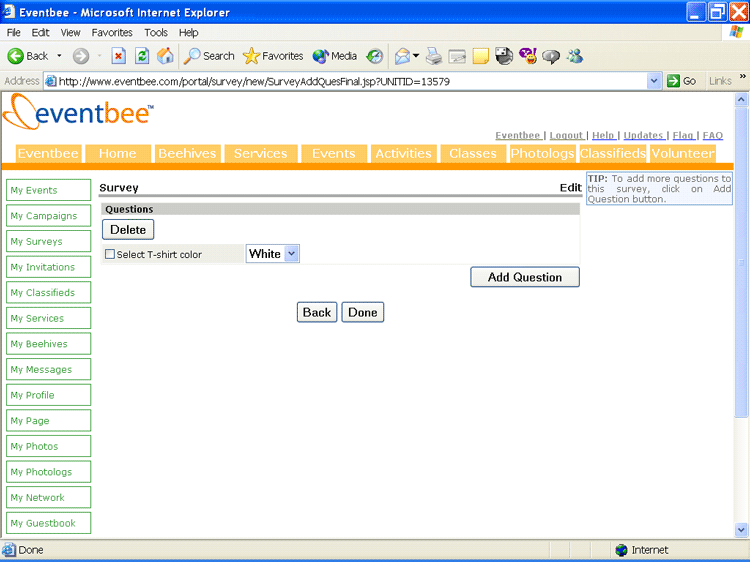 Eventbee - Microsoft Internet Explorer
File Edit View Favorites Tools Help
Back Search Favorites Media
Address http://www.eventbee.com/portal/survey/new/SurveyAddQuesFinal.jsp?UNITID=13579 Go Links »
eventbee™
Eventbee | Logout | Help | Updates | Flag | FAQ
Eventbee Home Beehives Services Events Activities Classes Photologs Classifieds Volunteer
My Events
My Campaigns
My Surveys
My Invitations
My Classifieds
My Services
My Beehives
My Messages
My Profile
My Page
My Photos
My Photologs
My Network
My Guestbook
Survey Edit
Questions
Delete
Select T-shirt color White
Add Question
Back Done
TIP: To add more questions to
this survey, click on Add
Question button.
Done Internet